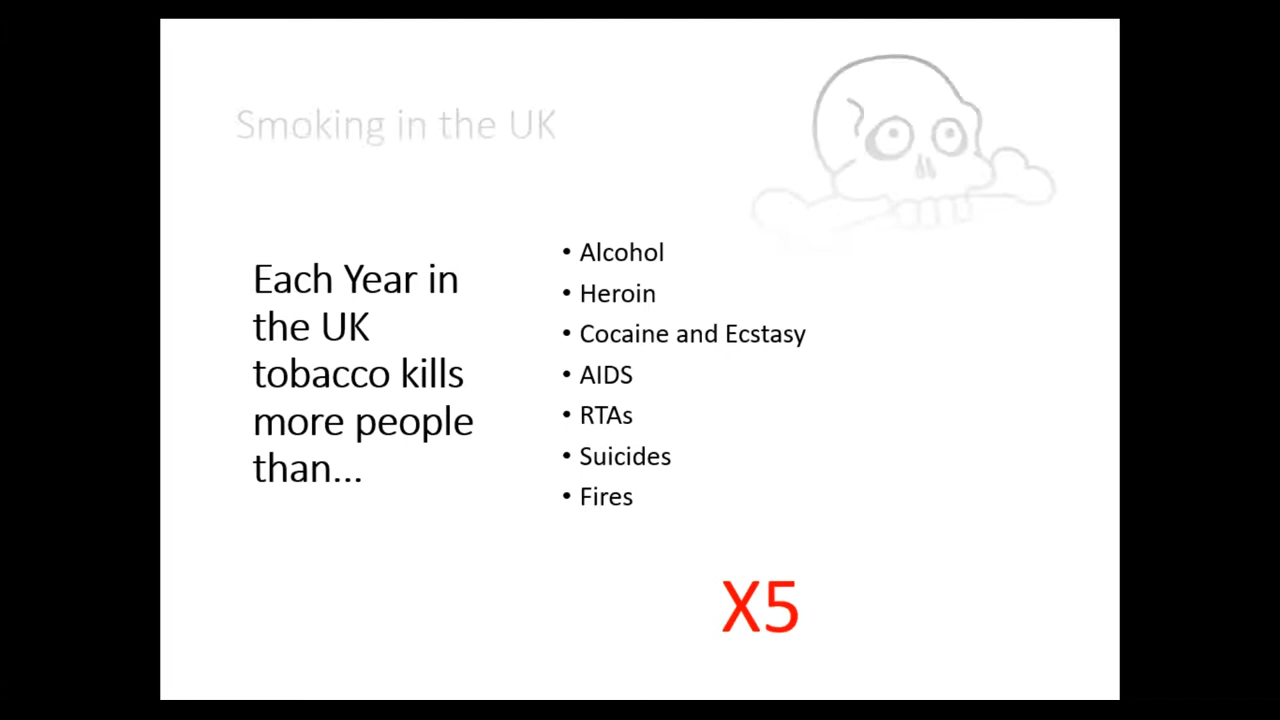 Smoking in the UK
Each Year in
the UK
tobacco kills
more people
than...
• Alcohol
• Heroin
• Cocaine and Ecstasy
• AIDS
• RTAs
• Suicides
• Fires
X5